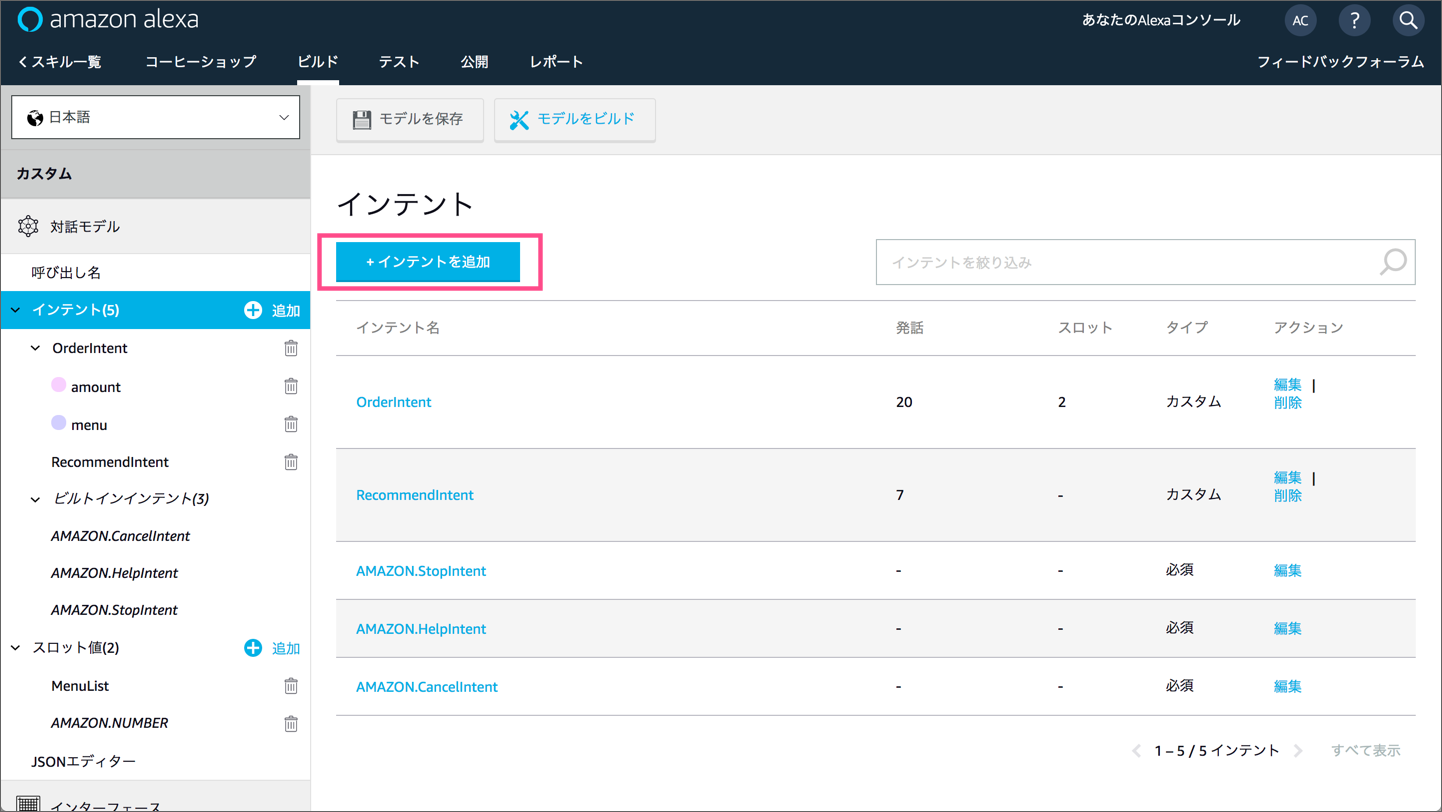 amazon alexa
あなたのAlexaコンソール
AC
?
スキル一覧
コーヒーショップ
ビルド
テスト
公開
レポート
フィードバックフォーラム
日本語
モデルを保存
モデルをビルド
カスタム
対話モデル
呼び出し名
インテント(5)
追加
OrderIntent
amount
menu
RecommendIntent
ビルトインインテント(3)
AMAZON.CancelIntent
AMAZON.HelpIntent
AMAZON.StopIntent
スロット値(2)
追加
MenuList
AMAZON.NUMBER
JSONエディター
インターフェース
インテント
+ インテントを追加
インテントを絞り込み
インテント名 発話 スロット タイプ アクション
OrderIntent 20 2 カスタム 編集 |
削除
RecommendIntent 7 - カスタム 編集 |
削除
AMAZON.StopIntent - - 必須 編集
AMAZON.HelpIntent - - 必須 編集
AMAZON.CancelIntent - - 必須 編集
1 – 5 / 5 インテント
すべて表示